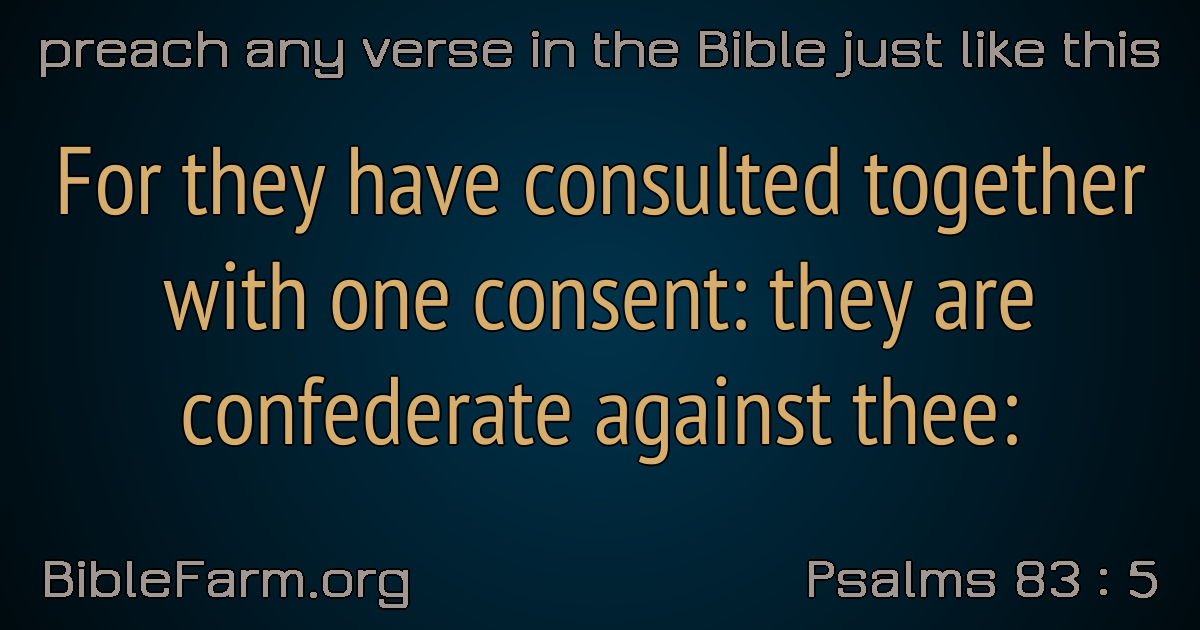 preach any verse in the Bible just like this
For they have consulted together
with one consent: they are
confederate against thee:
BibleFarm.org
Psalms 83 : 5